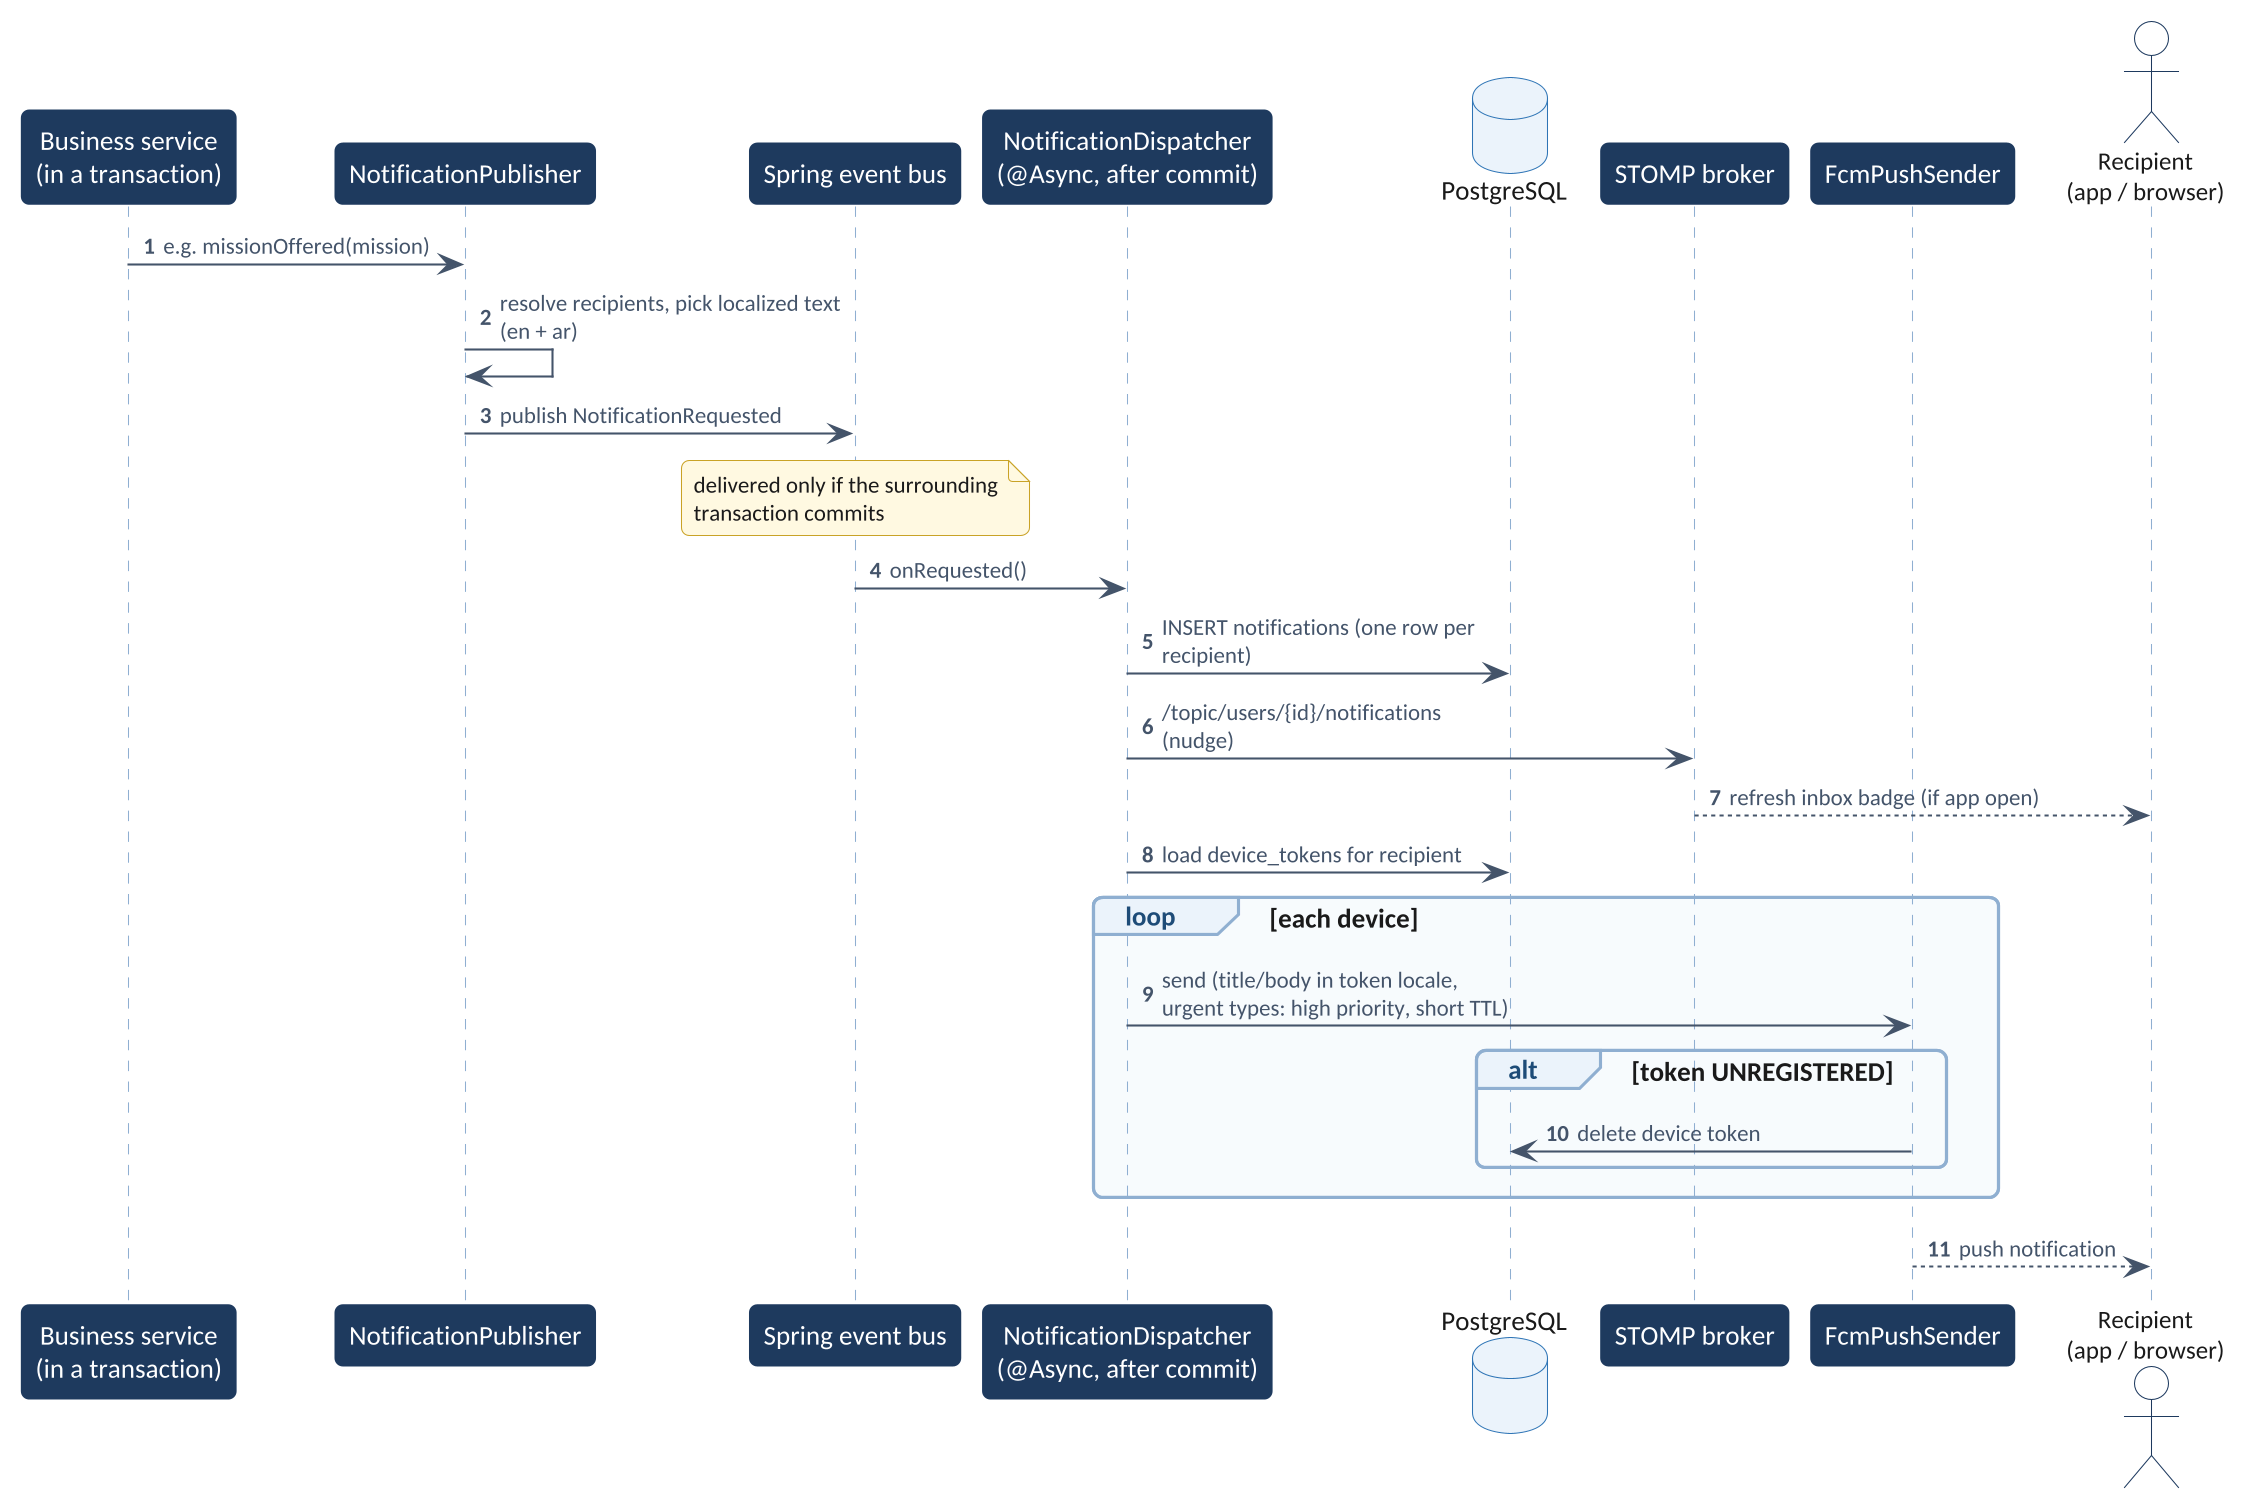 Business service
(in a transaction)
NotificationPublisher
Spring event bus
NotificationDispatcher
(@Async, after commit)
PostgreSQL
STOMP broker
FcmPushSender
Recipient
(app / browser)
1 e.g. missionOffered(mission)
2 resolve recipients, pick localized text
(en + ar)
3 publish NotificationRequested
delivered only if the surrounding
transaction commits
4 onRequested()
5 INSERT notifications (one row per
recipient)
6 /topic/users/{id}/notifications
(nudge)
7 refresh inbox badge (if app open)
8 load device_tokens for recipient
loop [each device]
9 send (title/body in token locale,
urgent types: high priority, short TTL)
alt [token UNREGISTERED]
10 delete device token
11 push notification
Business service
(in a transaction)
NotificationPublisher
Spring event bus
NotificationDispatcher
(@Async, after commit)
PostgreSQL
STOMP broker
FcmPushSender
Recipient
(app / browser)